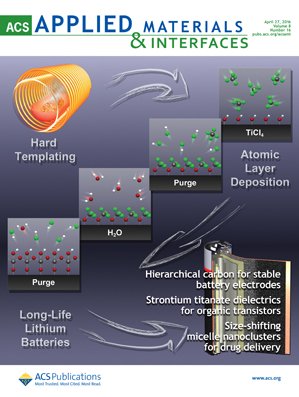 ACS APPLIED MATERIALS
& INTERFACES
April 27, 2016
Volume 8
Number 16
pubs.acs.org/acsami
Hard
Templating
TiCl₄
Purge
Atomic
Layer
Deposition
H₂O
Purge
Hierarchical carbon for stable
battery electrodes
Strontium titanate dielectrics
for organic transistors
Size-shifting
micelle nanoclusters
for drug delivery
Long-Life
Lithium
Batteries
ACS Publications
Most Trusted. Most Cited. Most Read.
www.acs.org